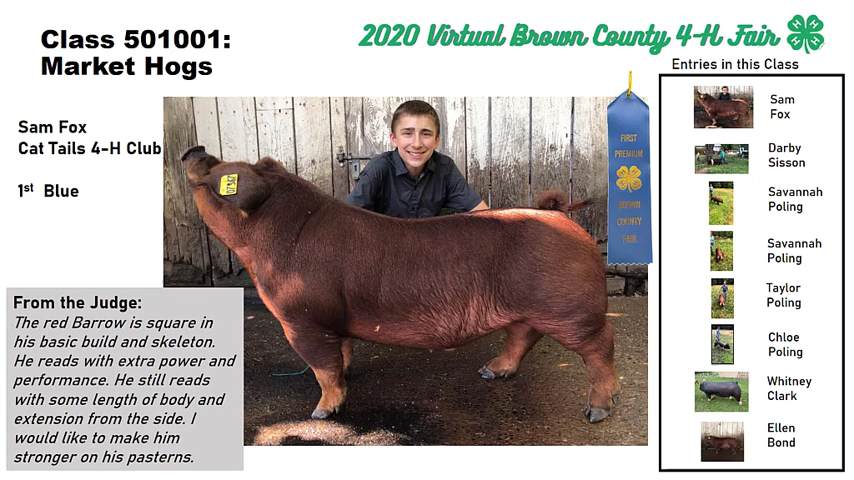 Class 501001:
Market Hogs
2020 Virtual Brown County 4-H Fair
H H
H H
Entries in this Class
Sam Fox
Cat Tails 4-H Club
1st Blue
FIRST
PREMIUM
BROWN
COUNTY
FAIR
From the Judge:
The red Barrow is square in
his basic build and skeleton.
He reads with extra power and
performance. He still reads
with some length of body and
extension from the side. I
would like to make him
stronger on his pasterns.
Sam
Fox
Darby
Sisson
Savannah
Poling
Savannah
Poling
Taylor
Poling
Chloe
Poling
Whitney
Clark
Ellen
Bond